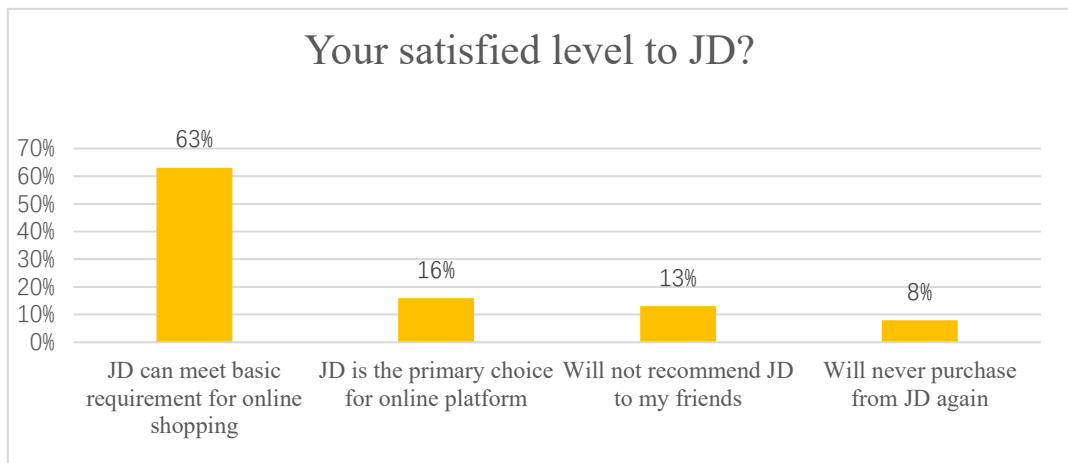 Your satisfied level to JD?
70%
60%
50%
40%
30%
20%
10%
0%
63%
16%
13%
8%
JD can meet basic
requirement for online
shopping
JD is the primary choice
for online platform
Will not recommend JD
to my friends
Will never purchase
from JD again